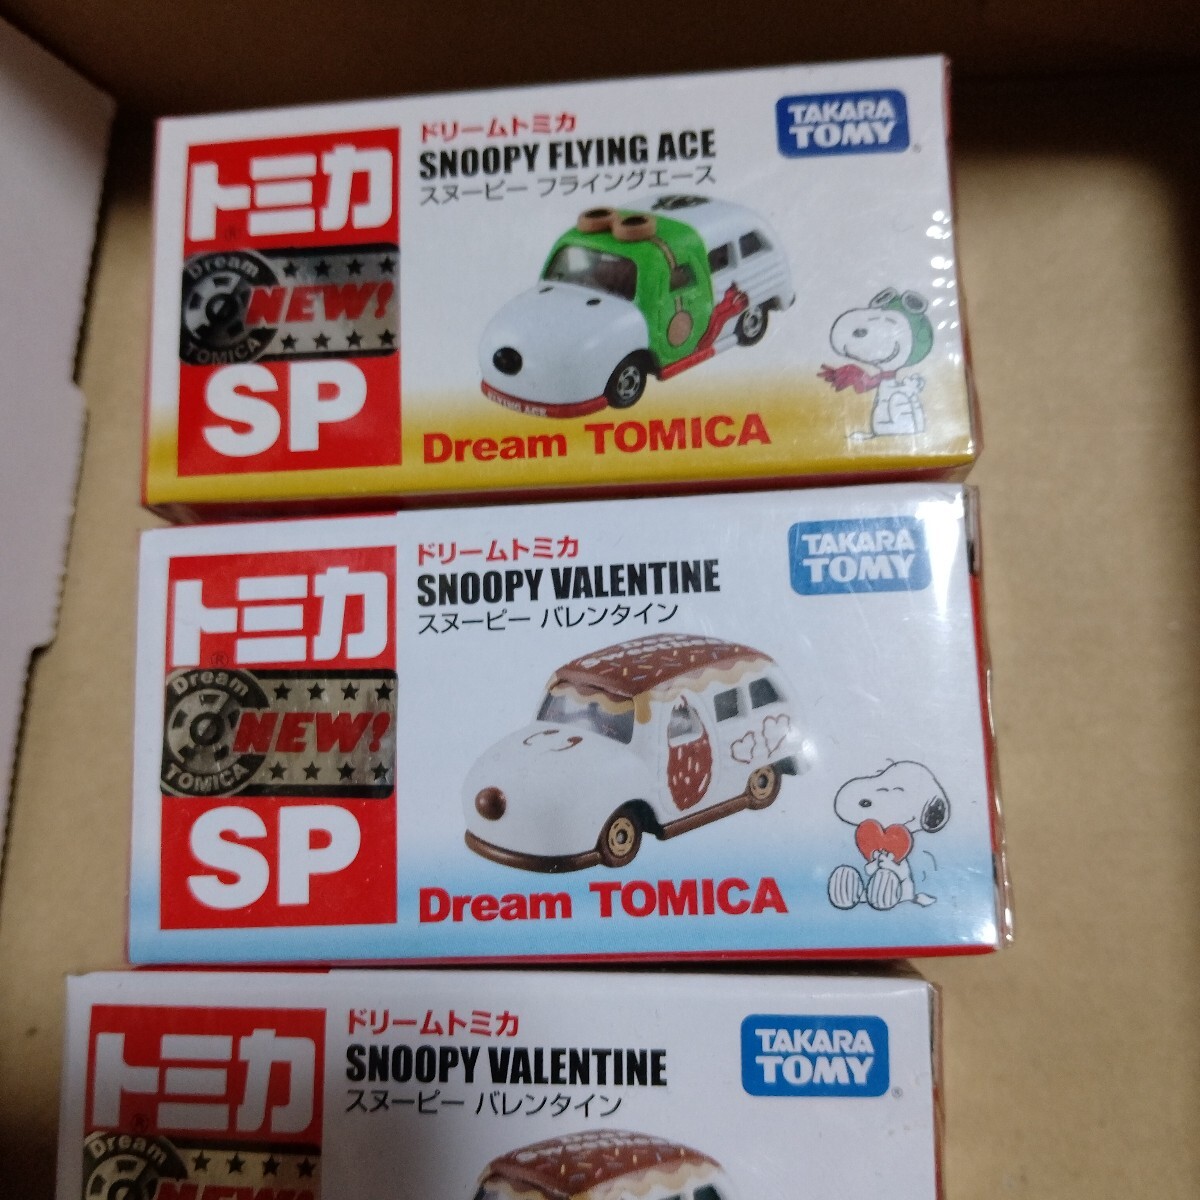 トミカ
Dream
NEW!
TOMICA
SP
ドリームトミカ
SNOOPY FLYING ACE
スヌーピー フライングエース
TAKARA
TOMY
FLYING ACE
Dream TOMICA
トミカ
Dream
NEW!
TOMICA
SP
ドリームトミカ
SNOOPY VALENTINE
スヌーピー バレンタイン
TAKARA
TOMY
Dream TOMICA
トミカ
Dream
NEW!
ドリームトミカ
SNOOPY VALENTINE
スヌーピー バレンタイン
TAKARA
TOMY